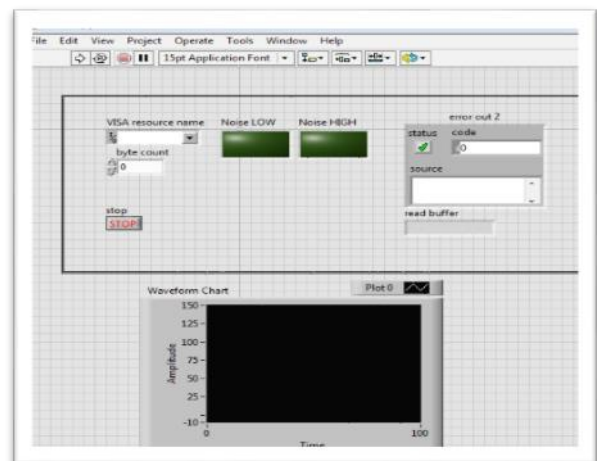 File Edit View Project Operate Tools Window Help
15pt Application Font
VISA resource name Noise LOW Noise HIGH
error out 2
status code
0
byte count
0
source
stop
STOP
read buffer
Waveform Chart
Plot 0
150
125
100
75
50
25
-10
Amplitude
0 100
Time